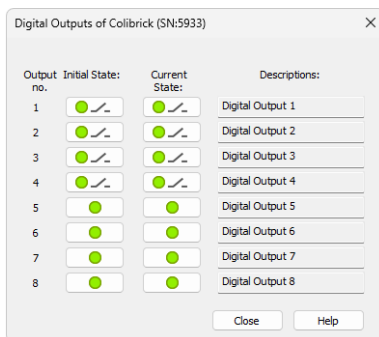 Digital Outputs of Colibrick (SN:5933)
Output no. Initial State: Current State: Descriptions:
1 Digital Output 1
2 Digital Output 2
3 Digital Output 3
4 Digital Output 4
5 Digital Output 5
6 Digital Output 6
7 Digital Output 7
8 Digital Output 8
Close Help